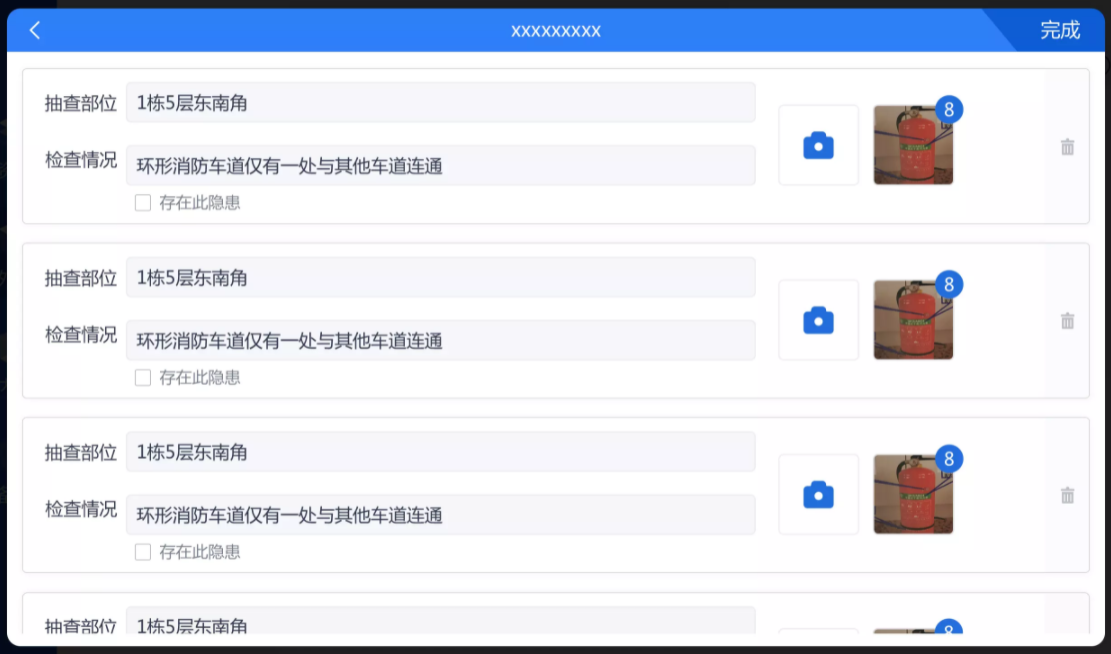 xxxxxxxxx
完成
抽查部位 1栋5层东南角
8
检查情况 环形消防车道仅有一处与其他车道连通
存在此隐患
抽查部位 1栋5层东南角
8
检查情况 环形消防车道仅有一处与其他车道连通
存在此隐患
抽查部位 1栋5层东南角
8
检查情况 环形消防车道仅有一处与其他车道连通
存在此隐患
抽查部位 1栋5层东南角
8